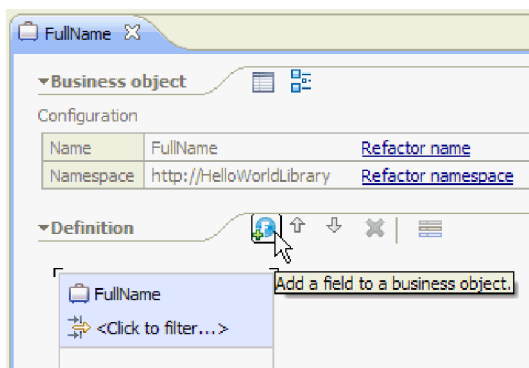 FullName
Business object
Configuration
Name FullName Refactor name
Namespace http://HelloWorldLibrary Refactor namespace
Definition
Add a field to a business object.
FullName
<Click to filter...>